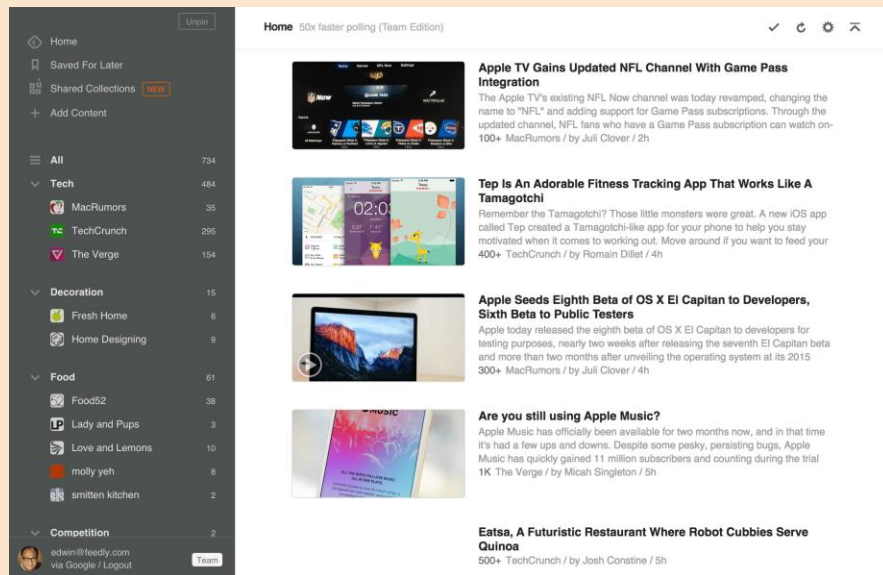 Unpin
Home
Saved For Later
Shared Collections NEW
Add Content
All 734
Tech 484
MacRumors 35
TechCrunch 295
The Verge 154
Decoration 15
Fresh Home 6
Home Designing 9
Food 61
Food52 38
Lady and Pups 3
Love and Lemons 10
molly yeh 8
smitten kitchen 2
Competition 2
edwin@feedly.com
via Google / Logout
Team
Home 50x faster polling (Team Edition)
Apple TV Gains Updated NFL Channel With Game Pass
Integration
The Apple TV's existing NFL Now channel was today revamped, changing the
name to "NFL" and adding support for Game Pass subscriptions. Through the
updated channel, NFL fans who have a Game Pass subscription can watch on-
100+ MacRumors / by Juli Clover / 2h
Tep Is An Adorable Fitness Tracking App That Works Like A
Tamagotchi
Remember the Tamagotchi? Those little monsters were great. A new iOS app
called Tep created a Tamagotchi-like app for your phone to help you stay
motivated when it comes to working out. Move around if you want to feed your
400+ TechCrunch / by Romain Dillet / 4h
Apple Seeds Eighth Beta of OS X El Capitan to Developers,
Sixth Beta to Public Testers
Apple today released the eighth beta of OS X El Capitan to developers for
testing purposes, nearly two weeks after releasing the seventh El Capitan beta
and more than two months after unveiling the operating system at its 2015
300+ MacRumors / by Juli Clover / 4h
MUSIC
Are you still using Apple Music?
Apple Music has officially been available for two months now, and in that time
it's had a few ups and downs. Despite some pesky, persisting bugs, Apple
Music has quickly gained 11 million subscribers and counting during the trial
1K The Verge / by Micah Singleton / 5h
Eatsa, A Futuristic Restaurant Where Robot Cubbies Serve
Quinoa
500+ TechCrunch / by Josh Constine / 5h